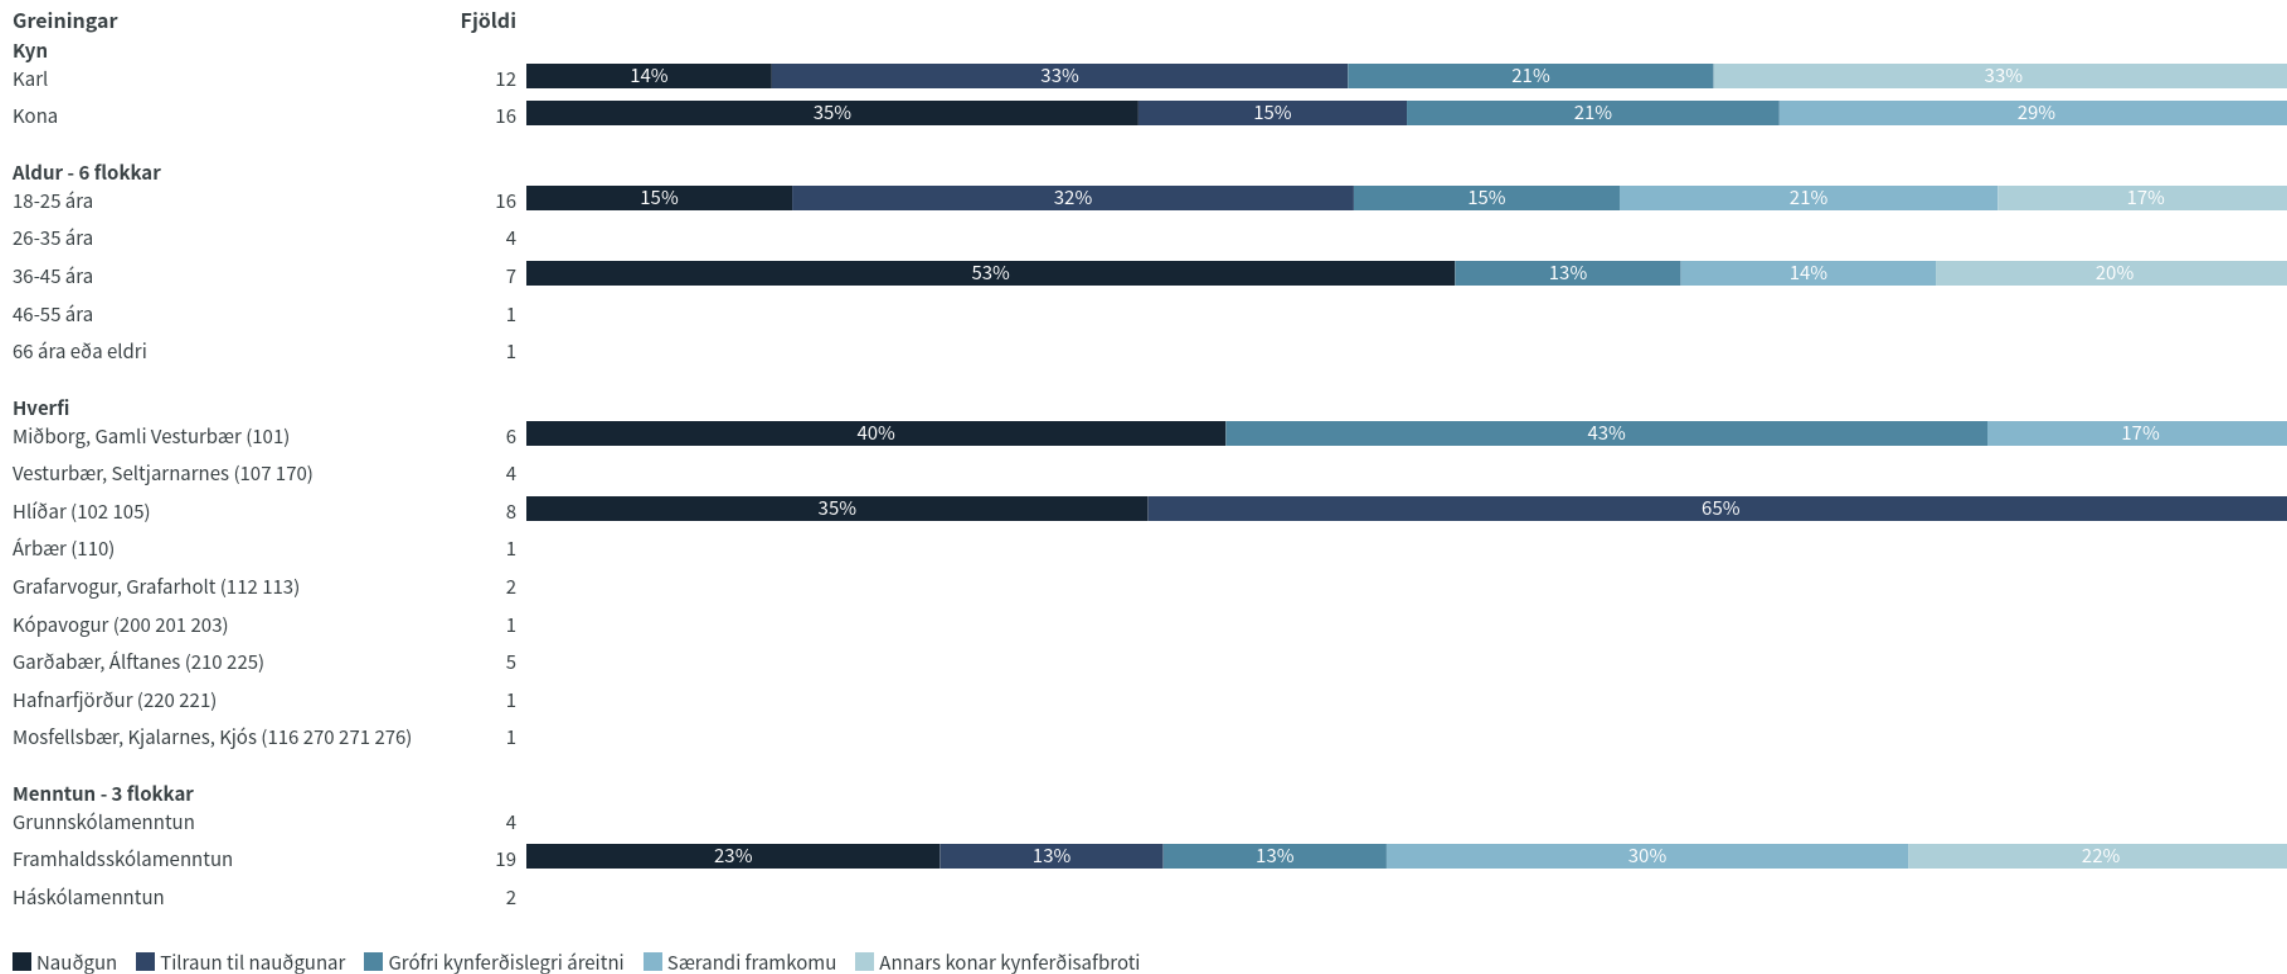 Greiningar Fjöldi
Kyn
Karl 12 14% 33% 21% 33%
Kona 16 35% 15% 21% 29%
Aldur - 6 flokkar
18-25 ára 16 15% 32% 15% 21% 17%
26-35 ára 4
36-45 ára 7 53% 13% 14% 20%
46-55 ára 1
66 ára eða eldri 1
Hverfi
Miðborg, Gamli Vesturbær (101) 6 40% 43% 17%
Vesturbær, Seltjarnarnes (107 170) 4
Hlíðar (102 105) 8 35% 65%
Árbær (110) 1
Grafarvogur, Grafarholt (112 113) 2
Kópavogur (200 201 203) 1
Garðabær, Álftanes (210 225) 5
Hafnarfjörður (220 221) 1
Mosfellsbær, Kjalarnes, Kjós (116 270 271 276) 1
Menntun - 3 flokkar
Grunnskólamenntun 4
Framhaldsskólamenntun 19 23% 13% 13% 30% 22%
Háskólamenntun 2
Nauðgun Tilraun til nauðgunar Grófri kynferðislegri áreitni Særandi framkomu Annars konar kynferðisafbroti